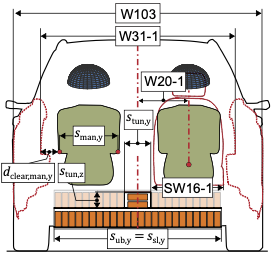 W103
W31-1
W20-1
s_tun,y
s_man,y
d_clear,man,y
s_tun,z
SW16-1
s_ub,y = s_sl,y